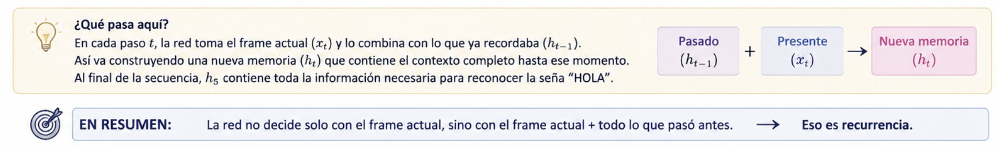 ¿Qué pasa aquí?
En cada paso t, la red toma el frame actual (xₜ) y lo combina con lo que ya recordaba (hₜ₋₁).
Así va construyendo una nueva memoria (hₜ) que contiene el contexto completo hasta ese momento.
Al final de la secuencia, h₅ contiene toda la información necesaria para reconocer la seña “HOLA”.
Pasado
(hₜ₋₁)
+
Presente
(xₜ)
→
Nueva memoria
(hₜ)
EN RESUMEN: La red no decide solo con el frame actual, sino con el frame actual + todo lo que pasó antes. → Eso es recurrencia.